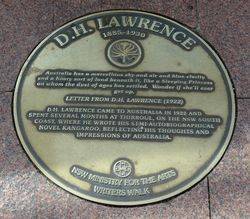 D.H. LAWRENCE
1885-1930
Australia has a marvellous sky and air and blue clarity
and a hoary sort of land beneath it, like a Sleeping Princess
on whom the dust of ages has settled. Wonder if she'll ever
get up.
LETTER FROM D.H. LAWRENCE (1922)
D.H. LAWRENCE CAME TO AUSTRALIA IN 1922 AND
SPENT SEVERAL MONTHS AT THIRROUL, ON THE NSW SOUTH
COAST, WHERE HE WROTE HIS SEMI-AUTOBIOGRAPHICAL
NOVEL KANGAROO, REFLECTING HIS THOUGHTS AND
IMPRESSIONS OF AUSTRALIA.
NSW MINISTRY FOR THE ARTS
WRITERS WALK